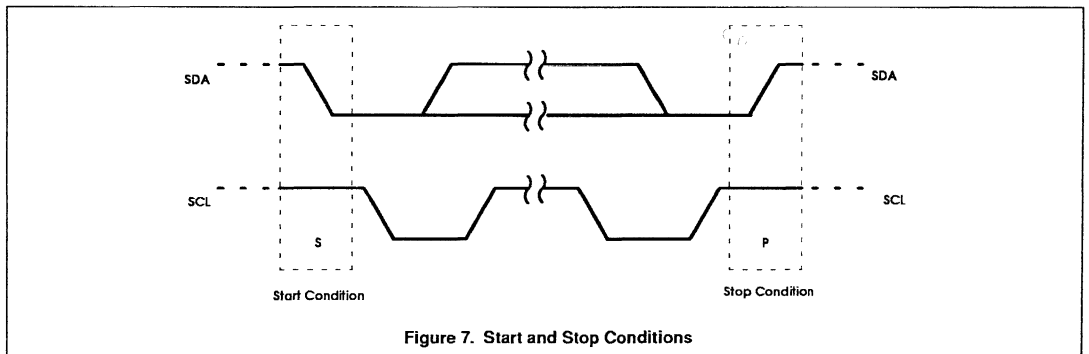 SDA
SDA
SCL
SCL
S
P
Start Condition
Stop Condition
Figure 7. Start and Stop Conditions